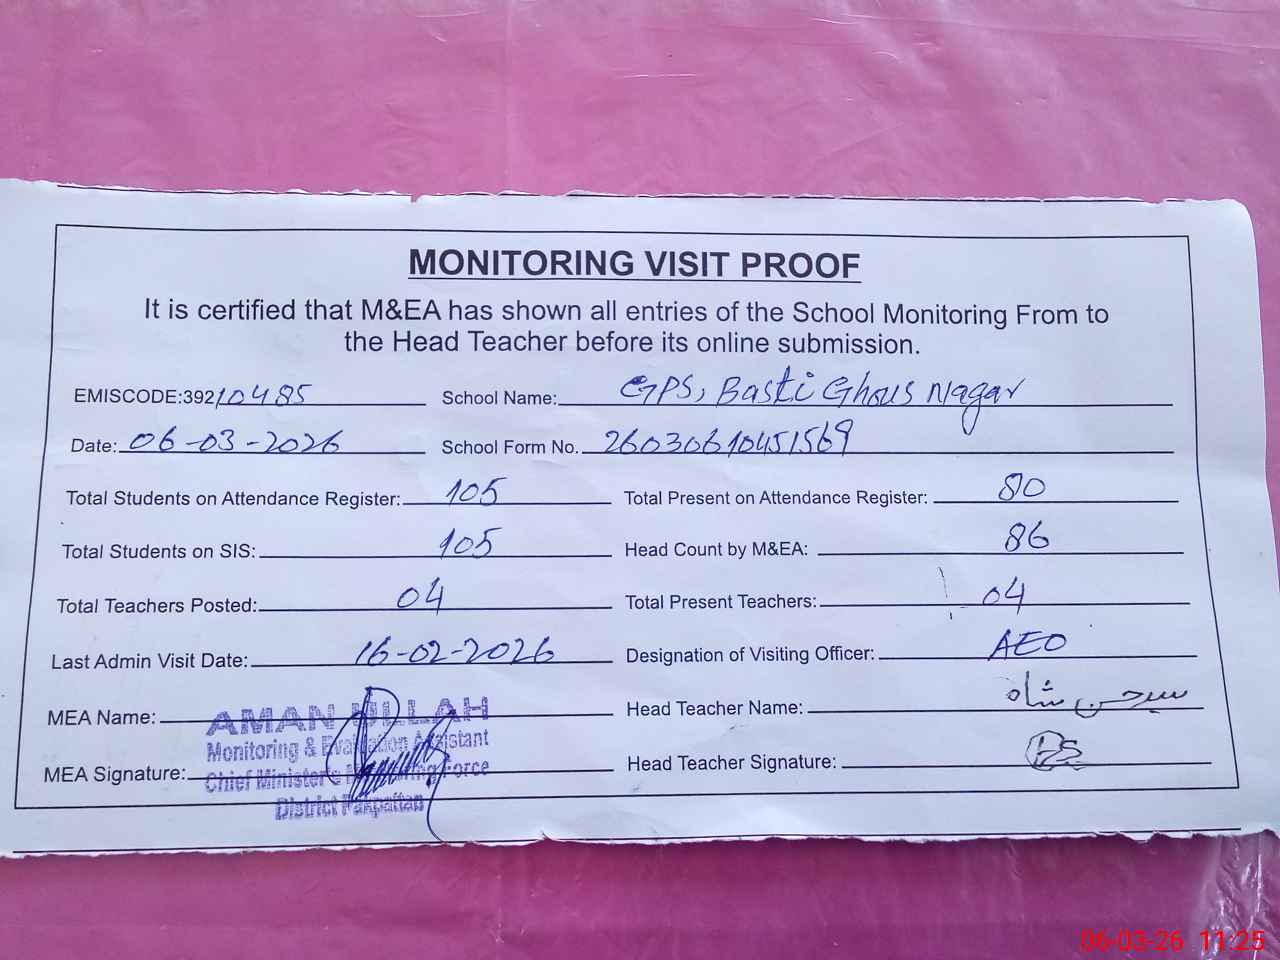 MONITORING VISIT PROOF
It is certified that M&EA has shown all entries of the School Monitoring From to
the Head Teacher before its online submission.
EMISCODE:39210485 School Name: GPS, Basti Ghous Nagar
Date: 06-03-2026 School Form No. 26030610451569
Total Students on Attendance Register: 105 Total Present on Attendance Register: 80
Total Students on SIS: 105 Head Count by M&EA: 86
Total Teachers Posted: 04 Total Present Teachers: 04
Last Admin Visit Date: 16-02-2026 Designation of Visiting Officer: AEO
MEA Name: AMAN ULLAH Head Teacher Name: شاہ
Monitoring & Evaluation Assistant
MEA Signature: Chief Minister's Monitoring Force Head Teacher Signature:
District Pakpattan
06-03-26 11:25